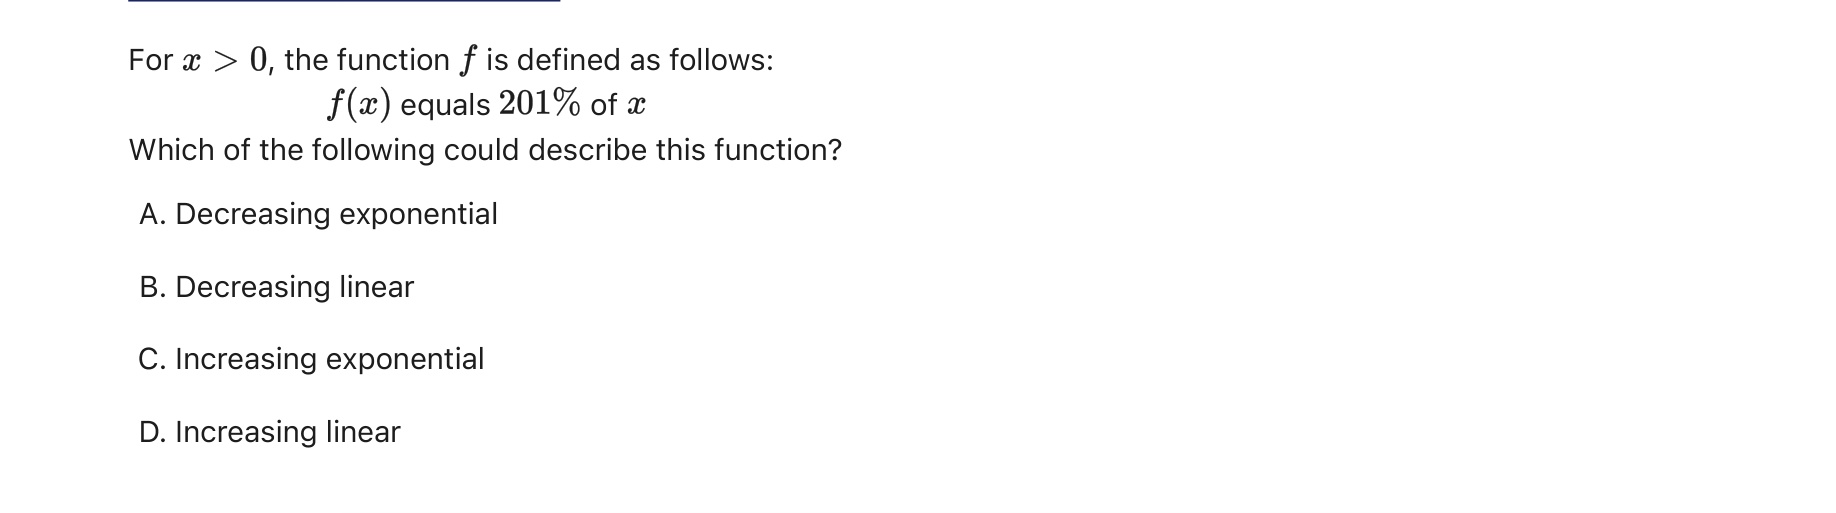 For x > 0, the function f is defined as follows:
f(x) equals 201% of x
Which of the following could describe this function?
A. Decreasing exponential
B. Decreasing linear
C. Increasing exponential
D. Increasing linear